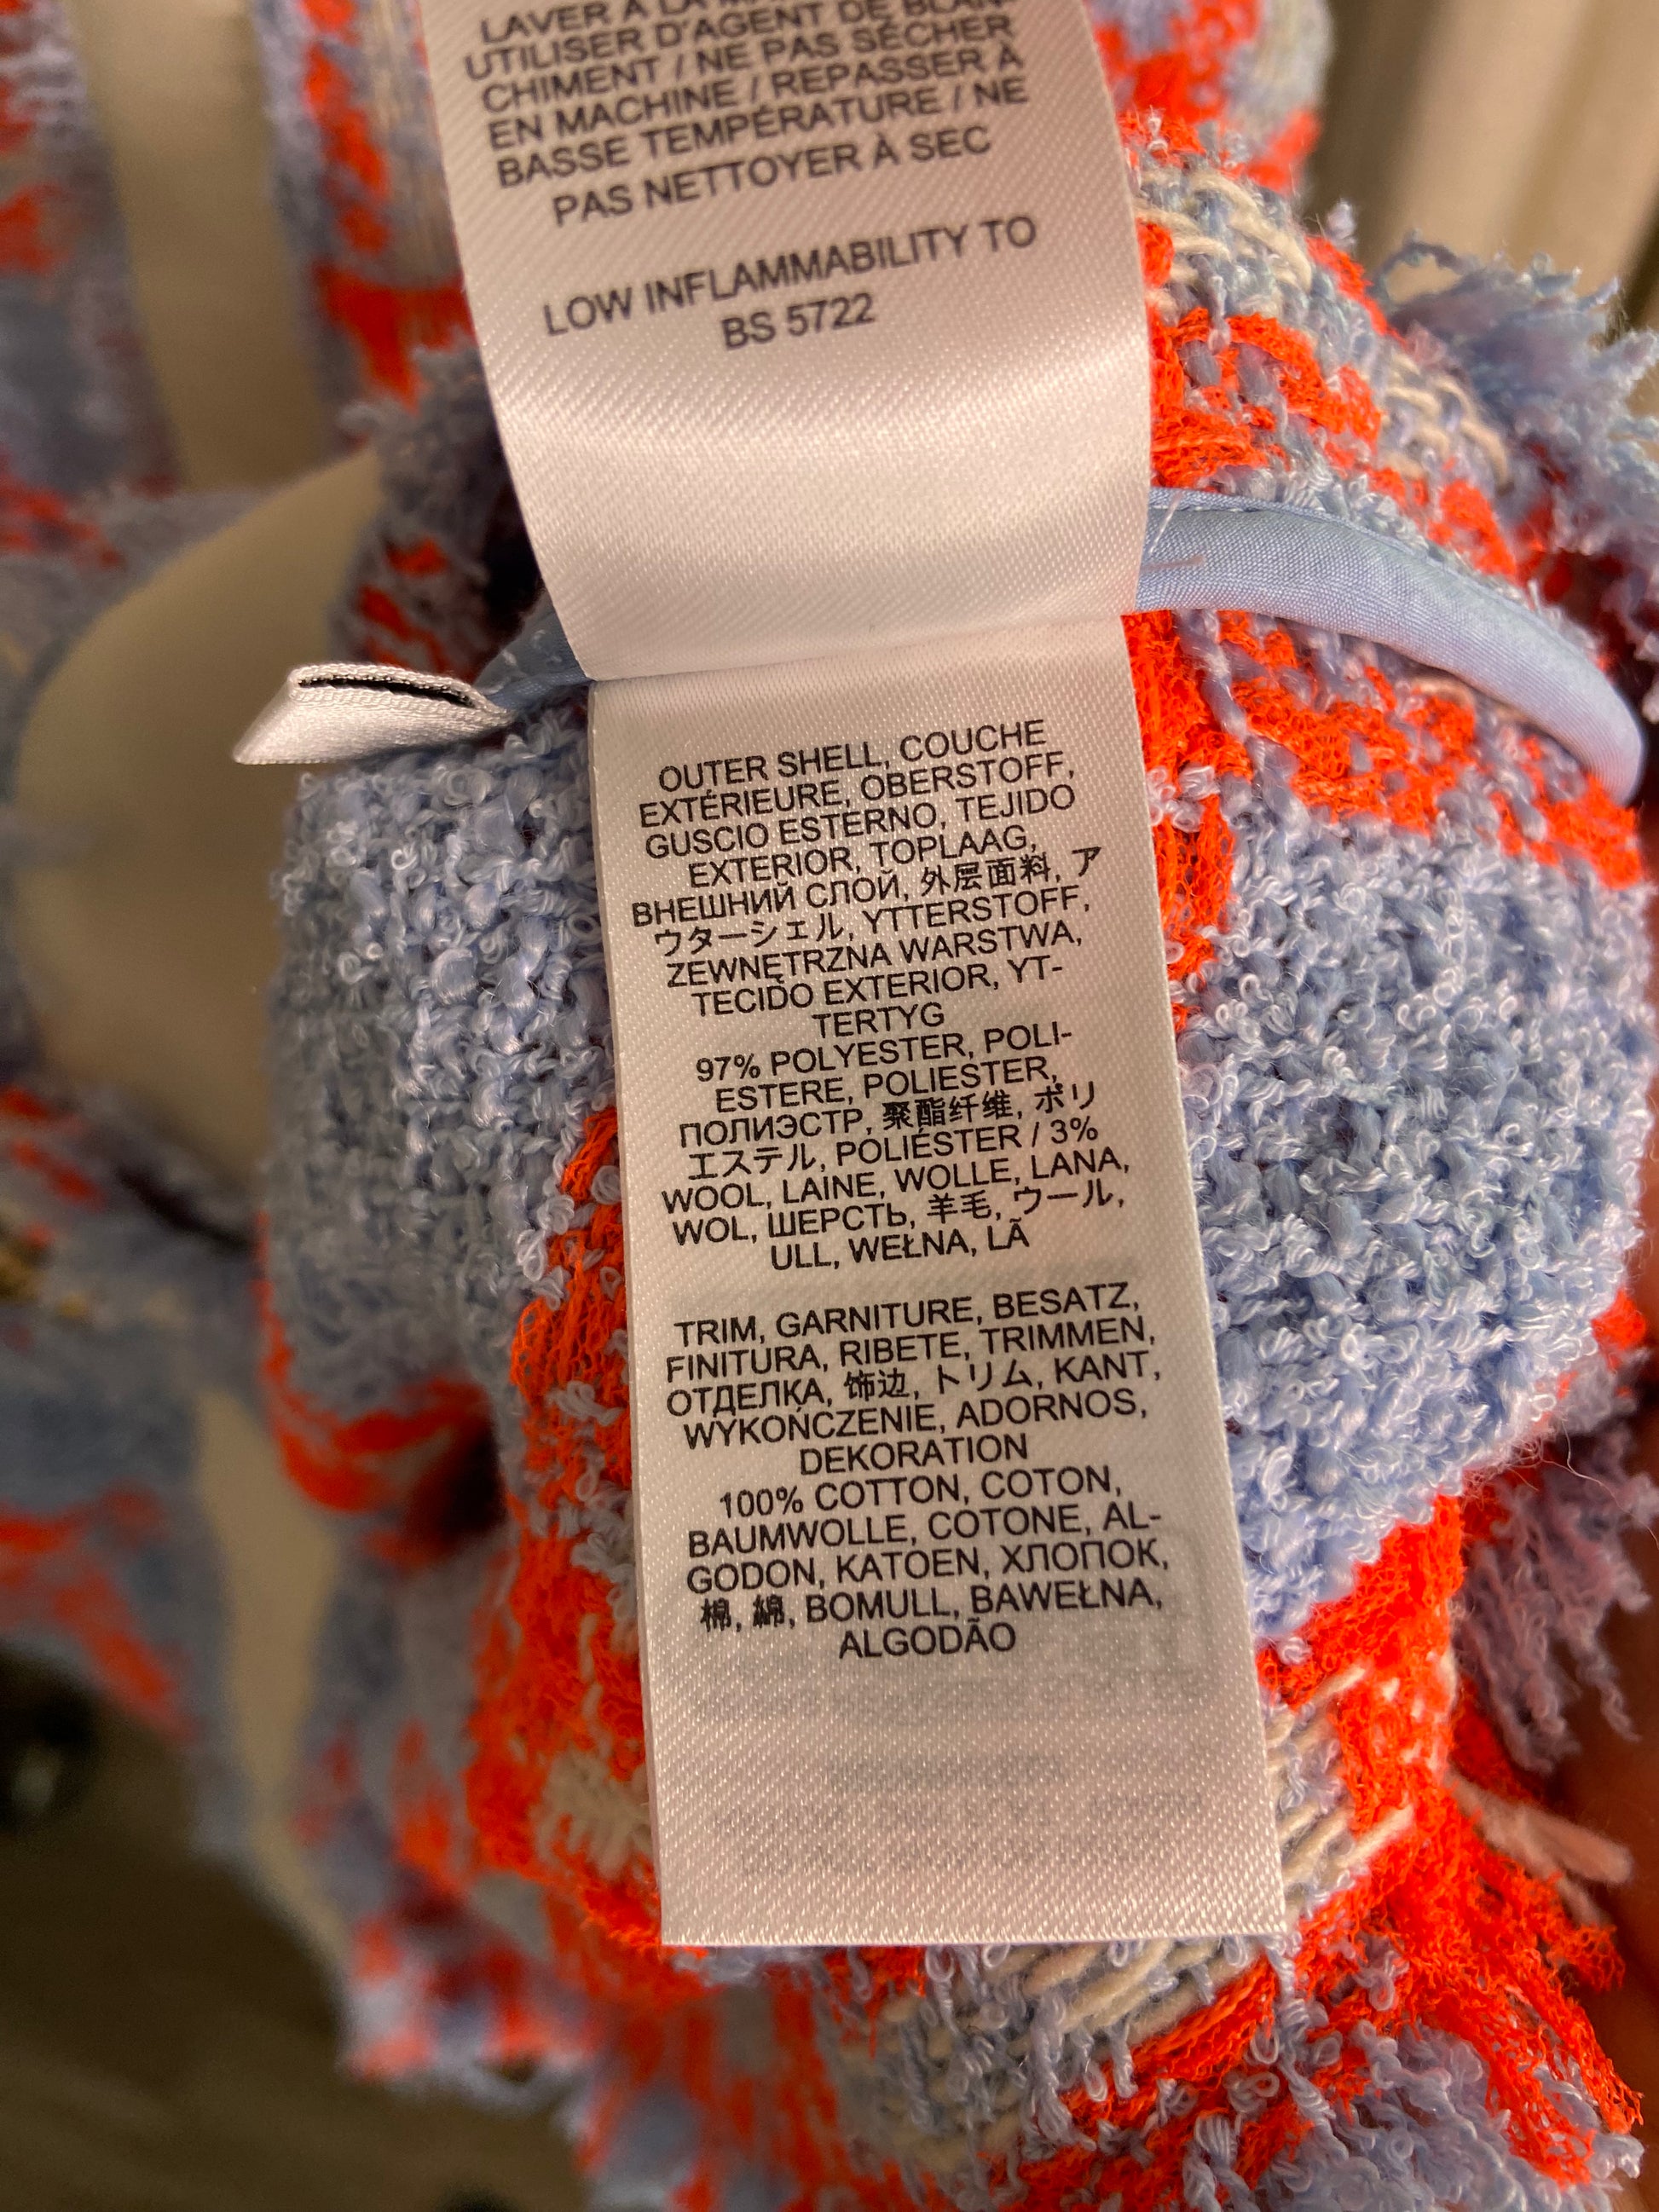 LAVER À LA
UTILISER D'AGENT DE BLAN-
CHIMENT / NE PAS SÉCHER
EN MACHINE / REPASSER À
BASSE TEMPÉRATURE / NE
PAS NETTOYER À SEC
LOW INFLAMMABILITY TO
BS 5722
OUTER SHELL, COUCHE
EXTÉRIEURE, OBERSTOFF,
GUSCIO ESTERNO, TEJIDO
EXTERIOR, TOPLAAG,
ВНЕШНИЙ СЛОЙ, 外层面料, ア
ウターシェル, YTTERSTOFF,
ZEWNĘTRZNA WARSTWA,
TECIDO EXTERIOR, YT-
TERTYG
97% POLYESTER, POLI-
ESTERE, POLIESTER,
ПОЛИЭСТР, 聚酯纤维, ポリ
エステル, POLIÉSTER / 3%
WOOL, LAINE, WOLLE, LANA,
WOL, ШЕРСТЬ, 羊毛, ウール,
ULL, WEŁNA, LÃ
TRIM, GARNITURE, BESATZ,
FINITURA, RIBETE, TRIMMEN,
ОТДЕЛКА, 饰边, トリム, KANT,
WYKOŃCZENIE, ADORNOS,
DEKORATION
100% COTTON, COTON,
BAUMWOLLE, COTONE, AL-
GODON, KATOEN, ХЛОПОК,
棉, 綿, BOMULL, BAWEŁNA,
ALGODÃO